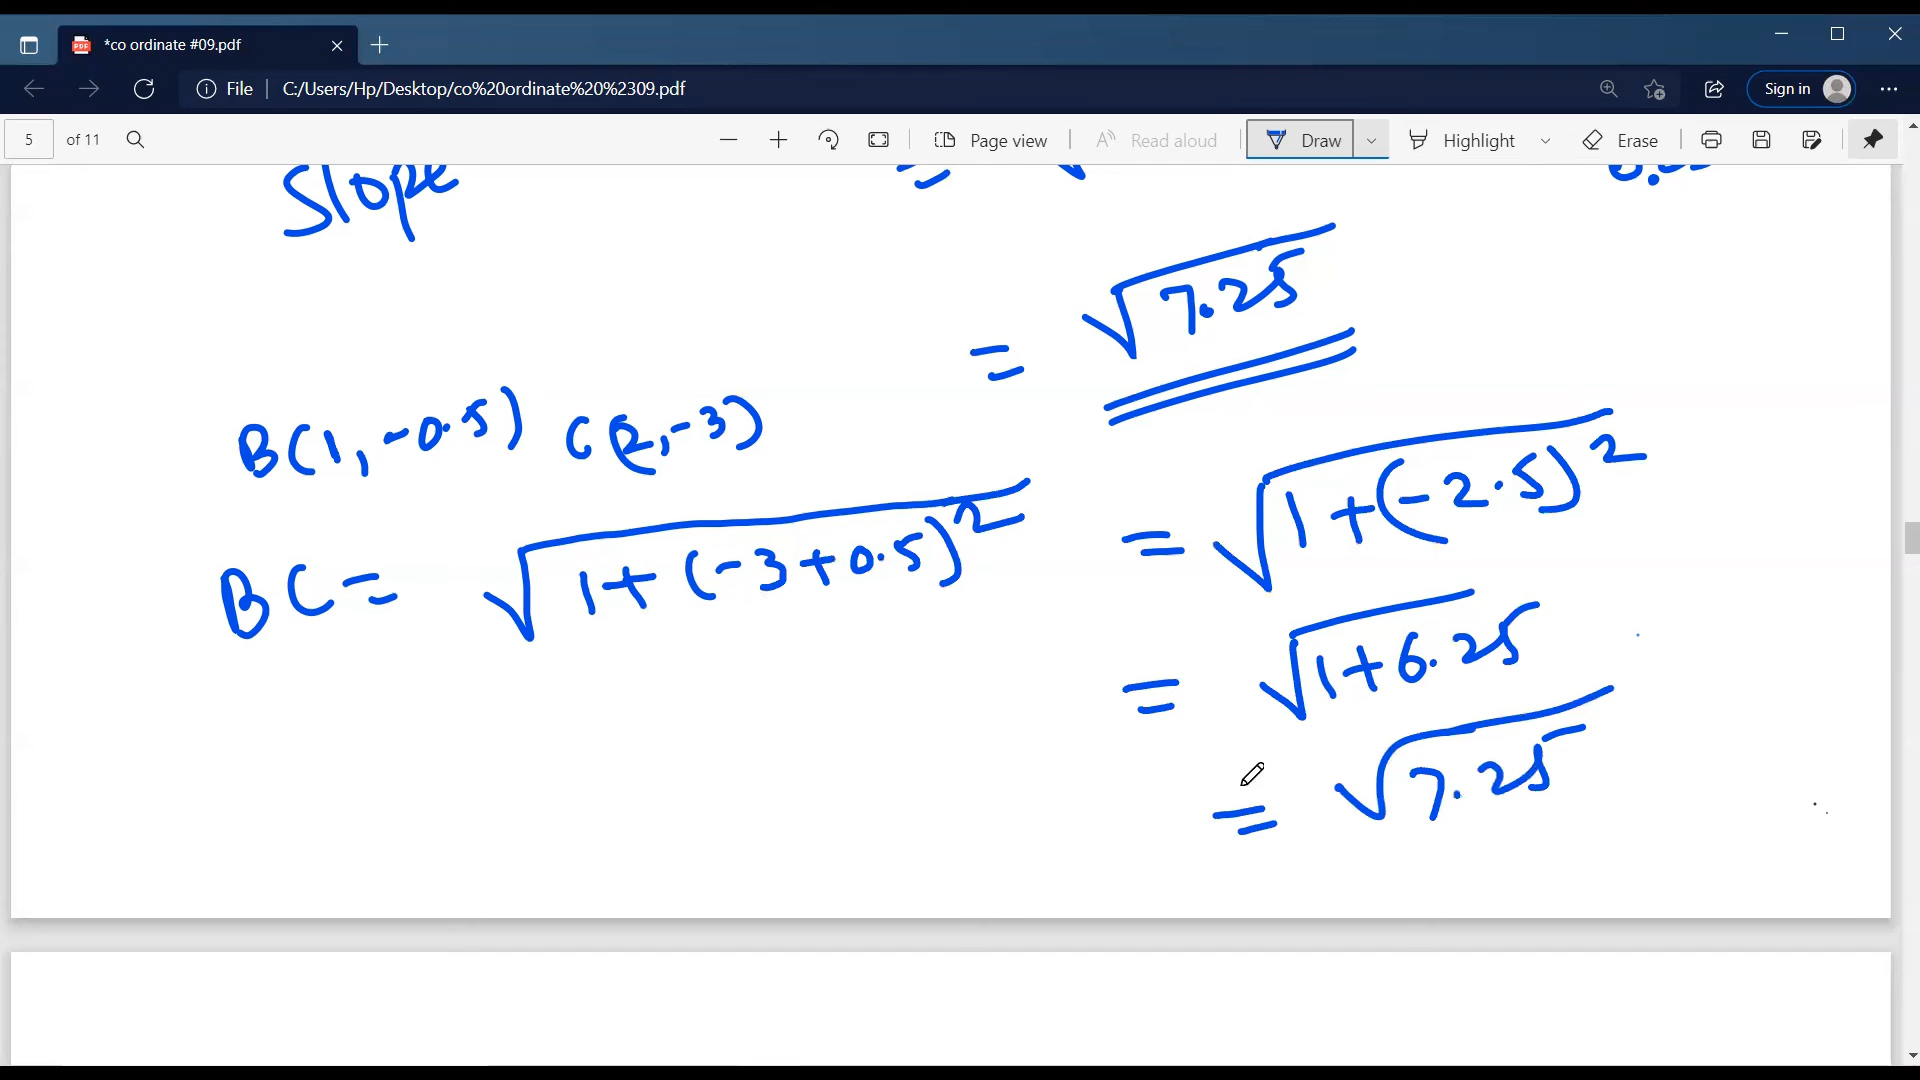 *co ordinate #09.pdf
File | C:/Users/Hp/Desktop/co%20ordinate%20%2309.pdf
Sign in
5 of 11
Page view
Read aloud
Draw
Highlight
Erase
Slope
= √7.25
B(1, -0.5) C(2, -3)
BC = √1 + (-3 + 0.5)²
= √1 + (-2.5)²
= √1 + 6.25
= √7.25